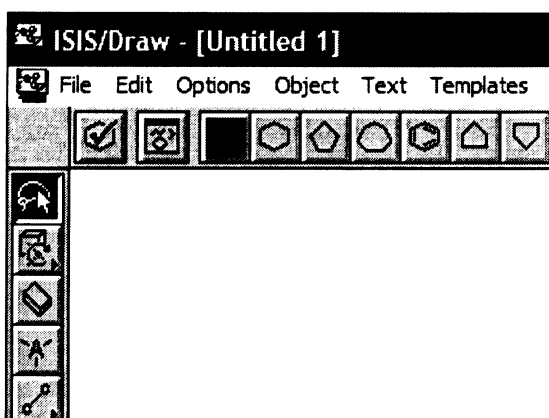 ISIS/Draw - [Untitled 1]
File Edit Options Object Text Templates
A